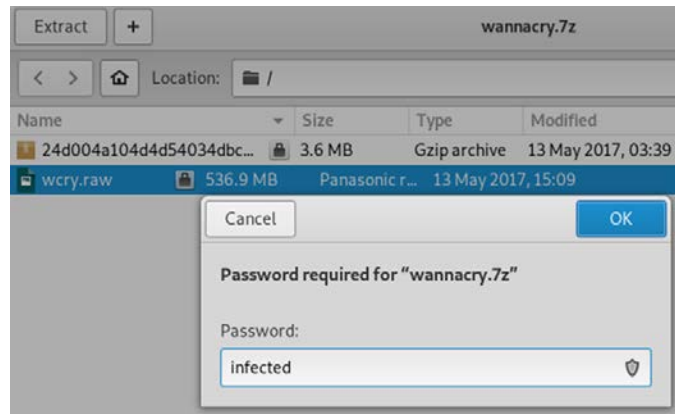 Extract + wannacry.7z
< > Location: /
Name Size Type Modified
24d004a104d4d54034dbc... 3.6 MB Gzip archive 13 May 2017, 03:39
wcry.raw 536.9 MB Panasonic r... 13 May 2017, 15:09
Cancel OK
Password required for “wannacry.7z”
Password:
infected